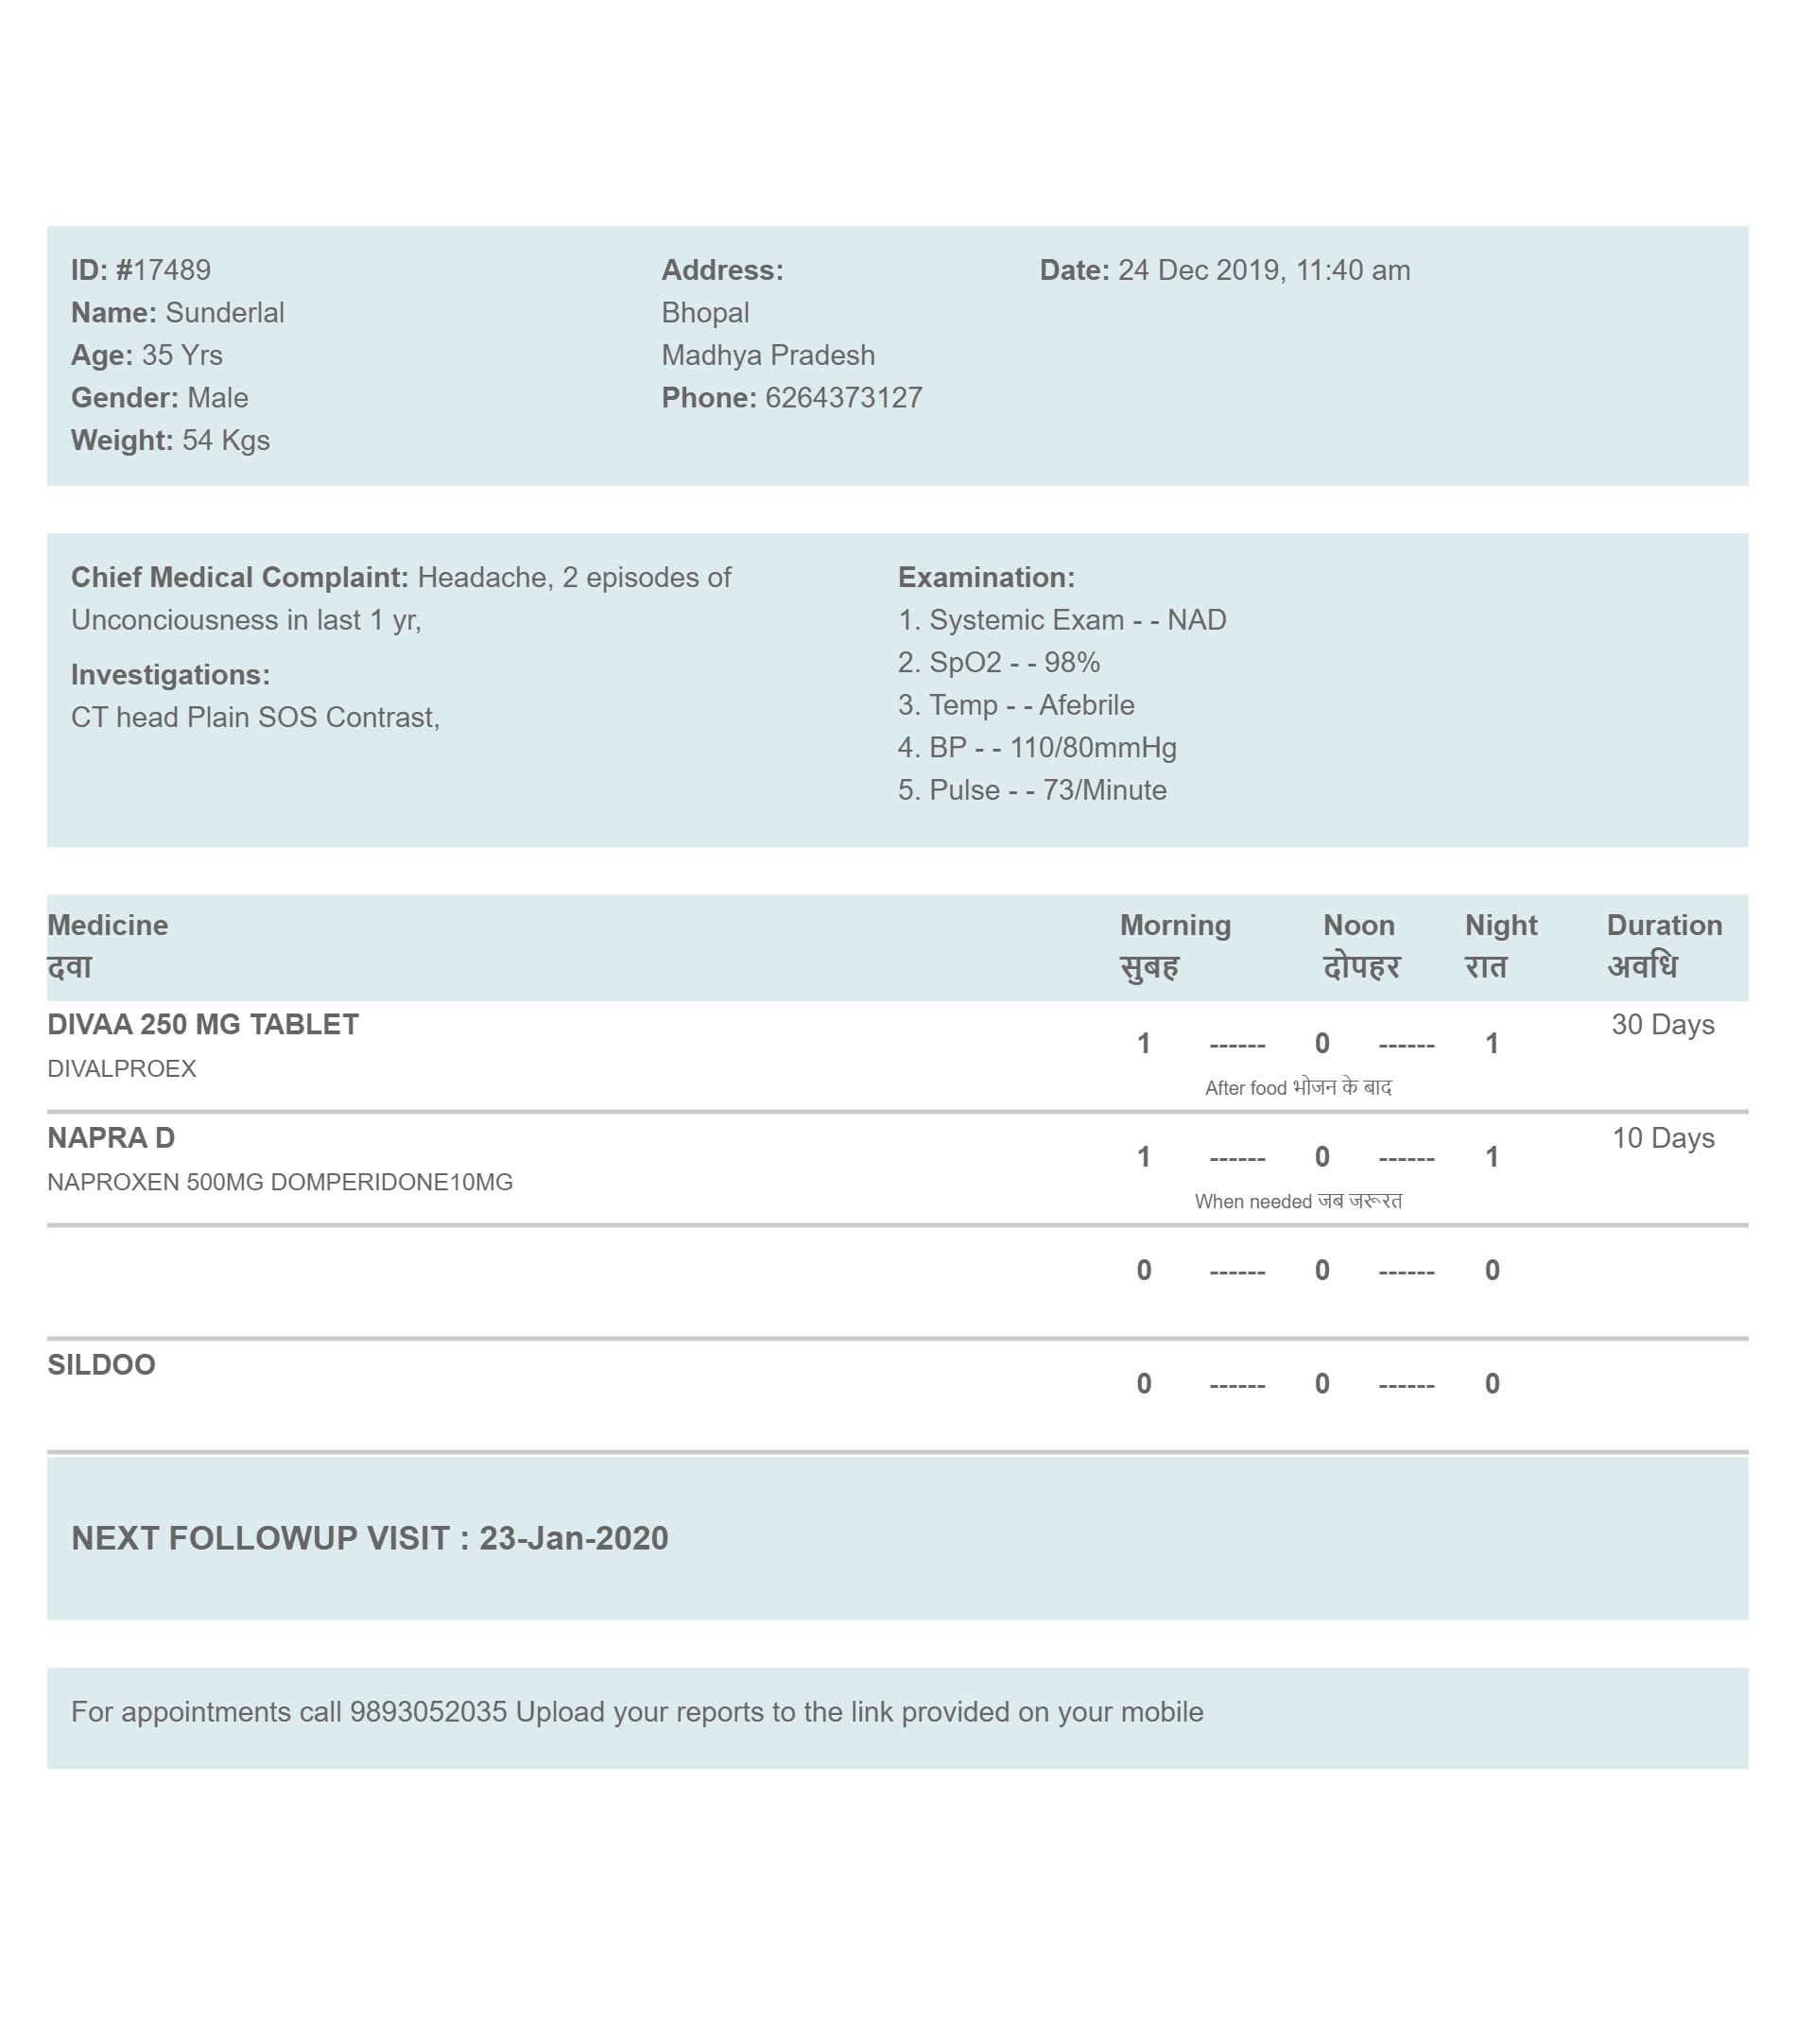 ID: #17489
Name: Sunderlal
Age: 35 Yrs
Gender: Male
Weight: 54 Kgs
Address:
Bhopal
Madhya Pradesh
Phone: 6264373127
Date: 24 Dec 2019, 11:40 am
Chief Medical Complaint: Headache, 2 episodes of
Unconciousness in last 1 yr,
Investigations:
CT head Plain SOS Contrast,
Examination:
1. Systemic Exam - - NAD
2. SpO2 - - 98%
3. Temp - - Afebrile
4. BP - - 110/80mmHg
5. Pulse - - 73/Minute
Medicine Morning Noon Night Duration
दवा सुबह दोपहर रात अवधि
DIVAA 250 MG TABLET 30 Days
1 ------ 0 ------ 1
DIVALPROEX
After food भोजन के बाद
NAPRA D 10 Days
1 ------ 0 ------ 1
NAPROXEN 500MG DOMPERIDONE10MG
When needed जब जरूरत
0 ------ 0 ------ 0
SILDOO
0 ------ 0 ------ 0
NEXT FOLLOWUP VISIT : 23-Jan-2020
For appointments call 9893052035 Upload your reports to the link provided on your mobile